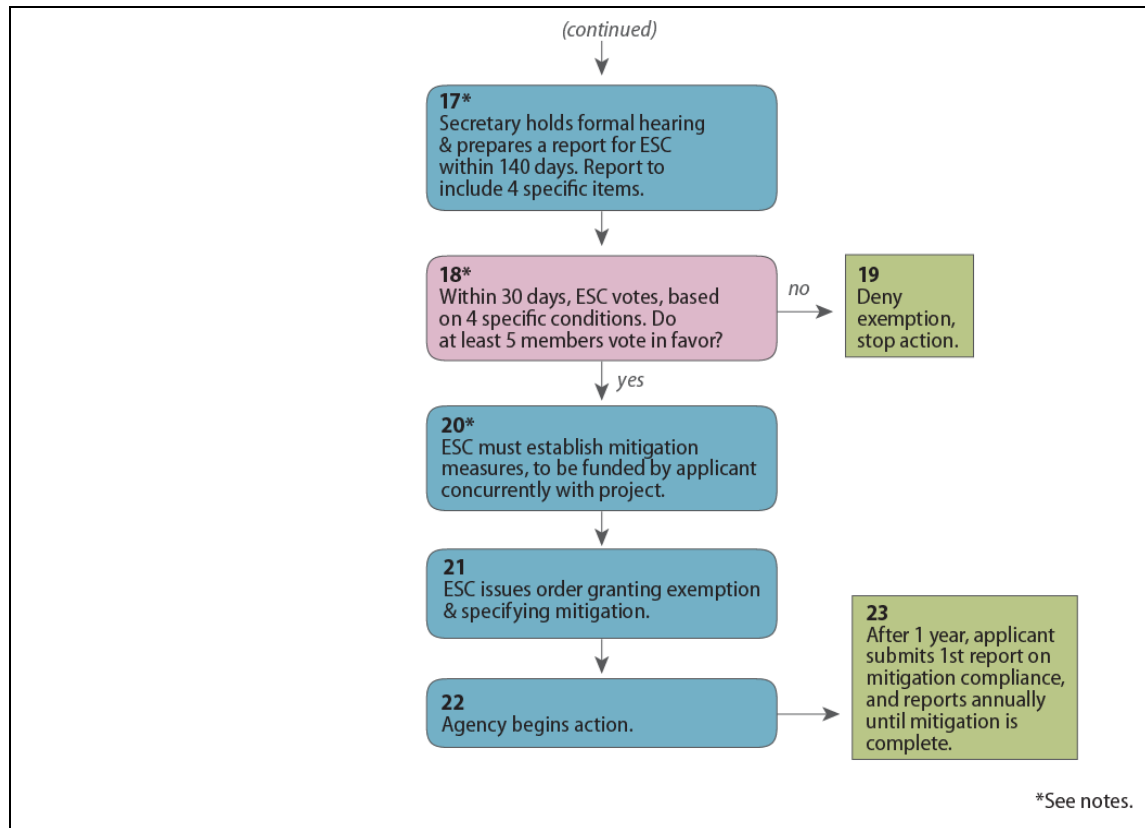 (continued)
17*
Secretary holds formal hearing
& prepares a report for ESC
within 140 days. Report to
include 4 specific items.
18*
Within 30 days, ESC votes, based
on 4 specific conditions. Do
at least 5 members vote in favor?
no
19
Deny
exemption,
stop action.
yes
20*
ESC must establish mitigation
measures, to be funded by applicant
concurrently with project.
21
ESC issues order granting exemption
& specifying mitigation.
22
Agency begins action.
23
After 1 year, applicant
submits 1st report on
mitigation compliance,
and reports annually
until mitigation is
complete.
*See notes.